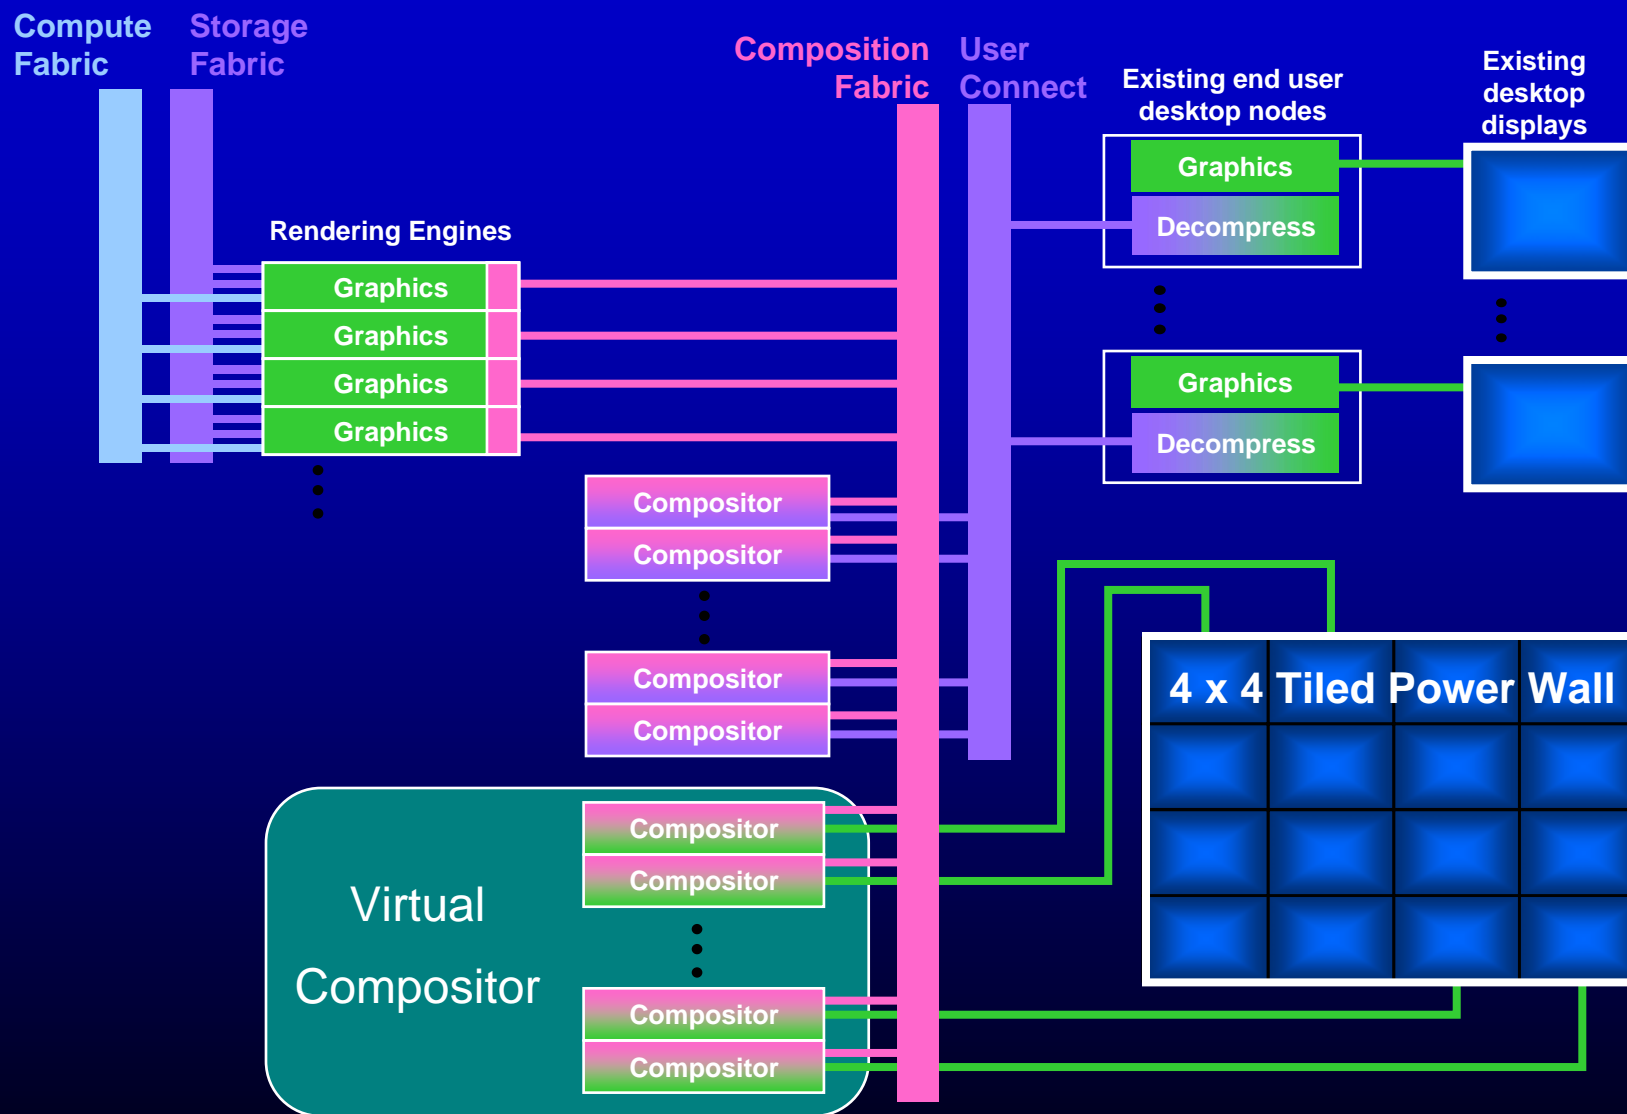 Compute
Fabric
Storage
Fabric
Composition
Fabric
User
Connect
Existing end user
desktop nodes
Existing
desktop
displays
Graphics
Decompress
Rendering Engines
Graphics
Graphics
Graphics
Graphics
Graphics
Decompress
Compositor
Compositor
Compositor
Compositor
4 x 4 Tiled Power Wall
Virtual
Compositor
Compositor
Compositor
Compositor
Compositor